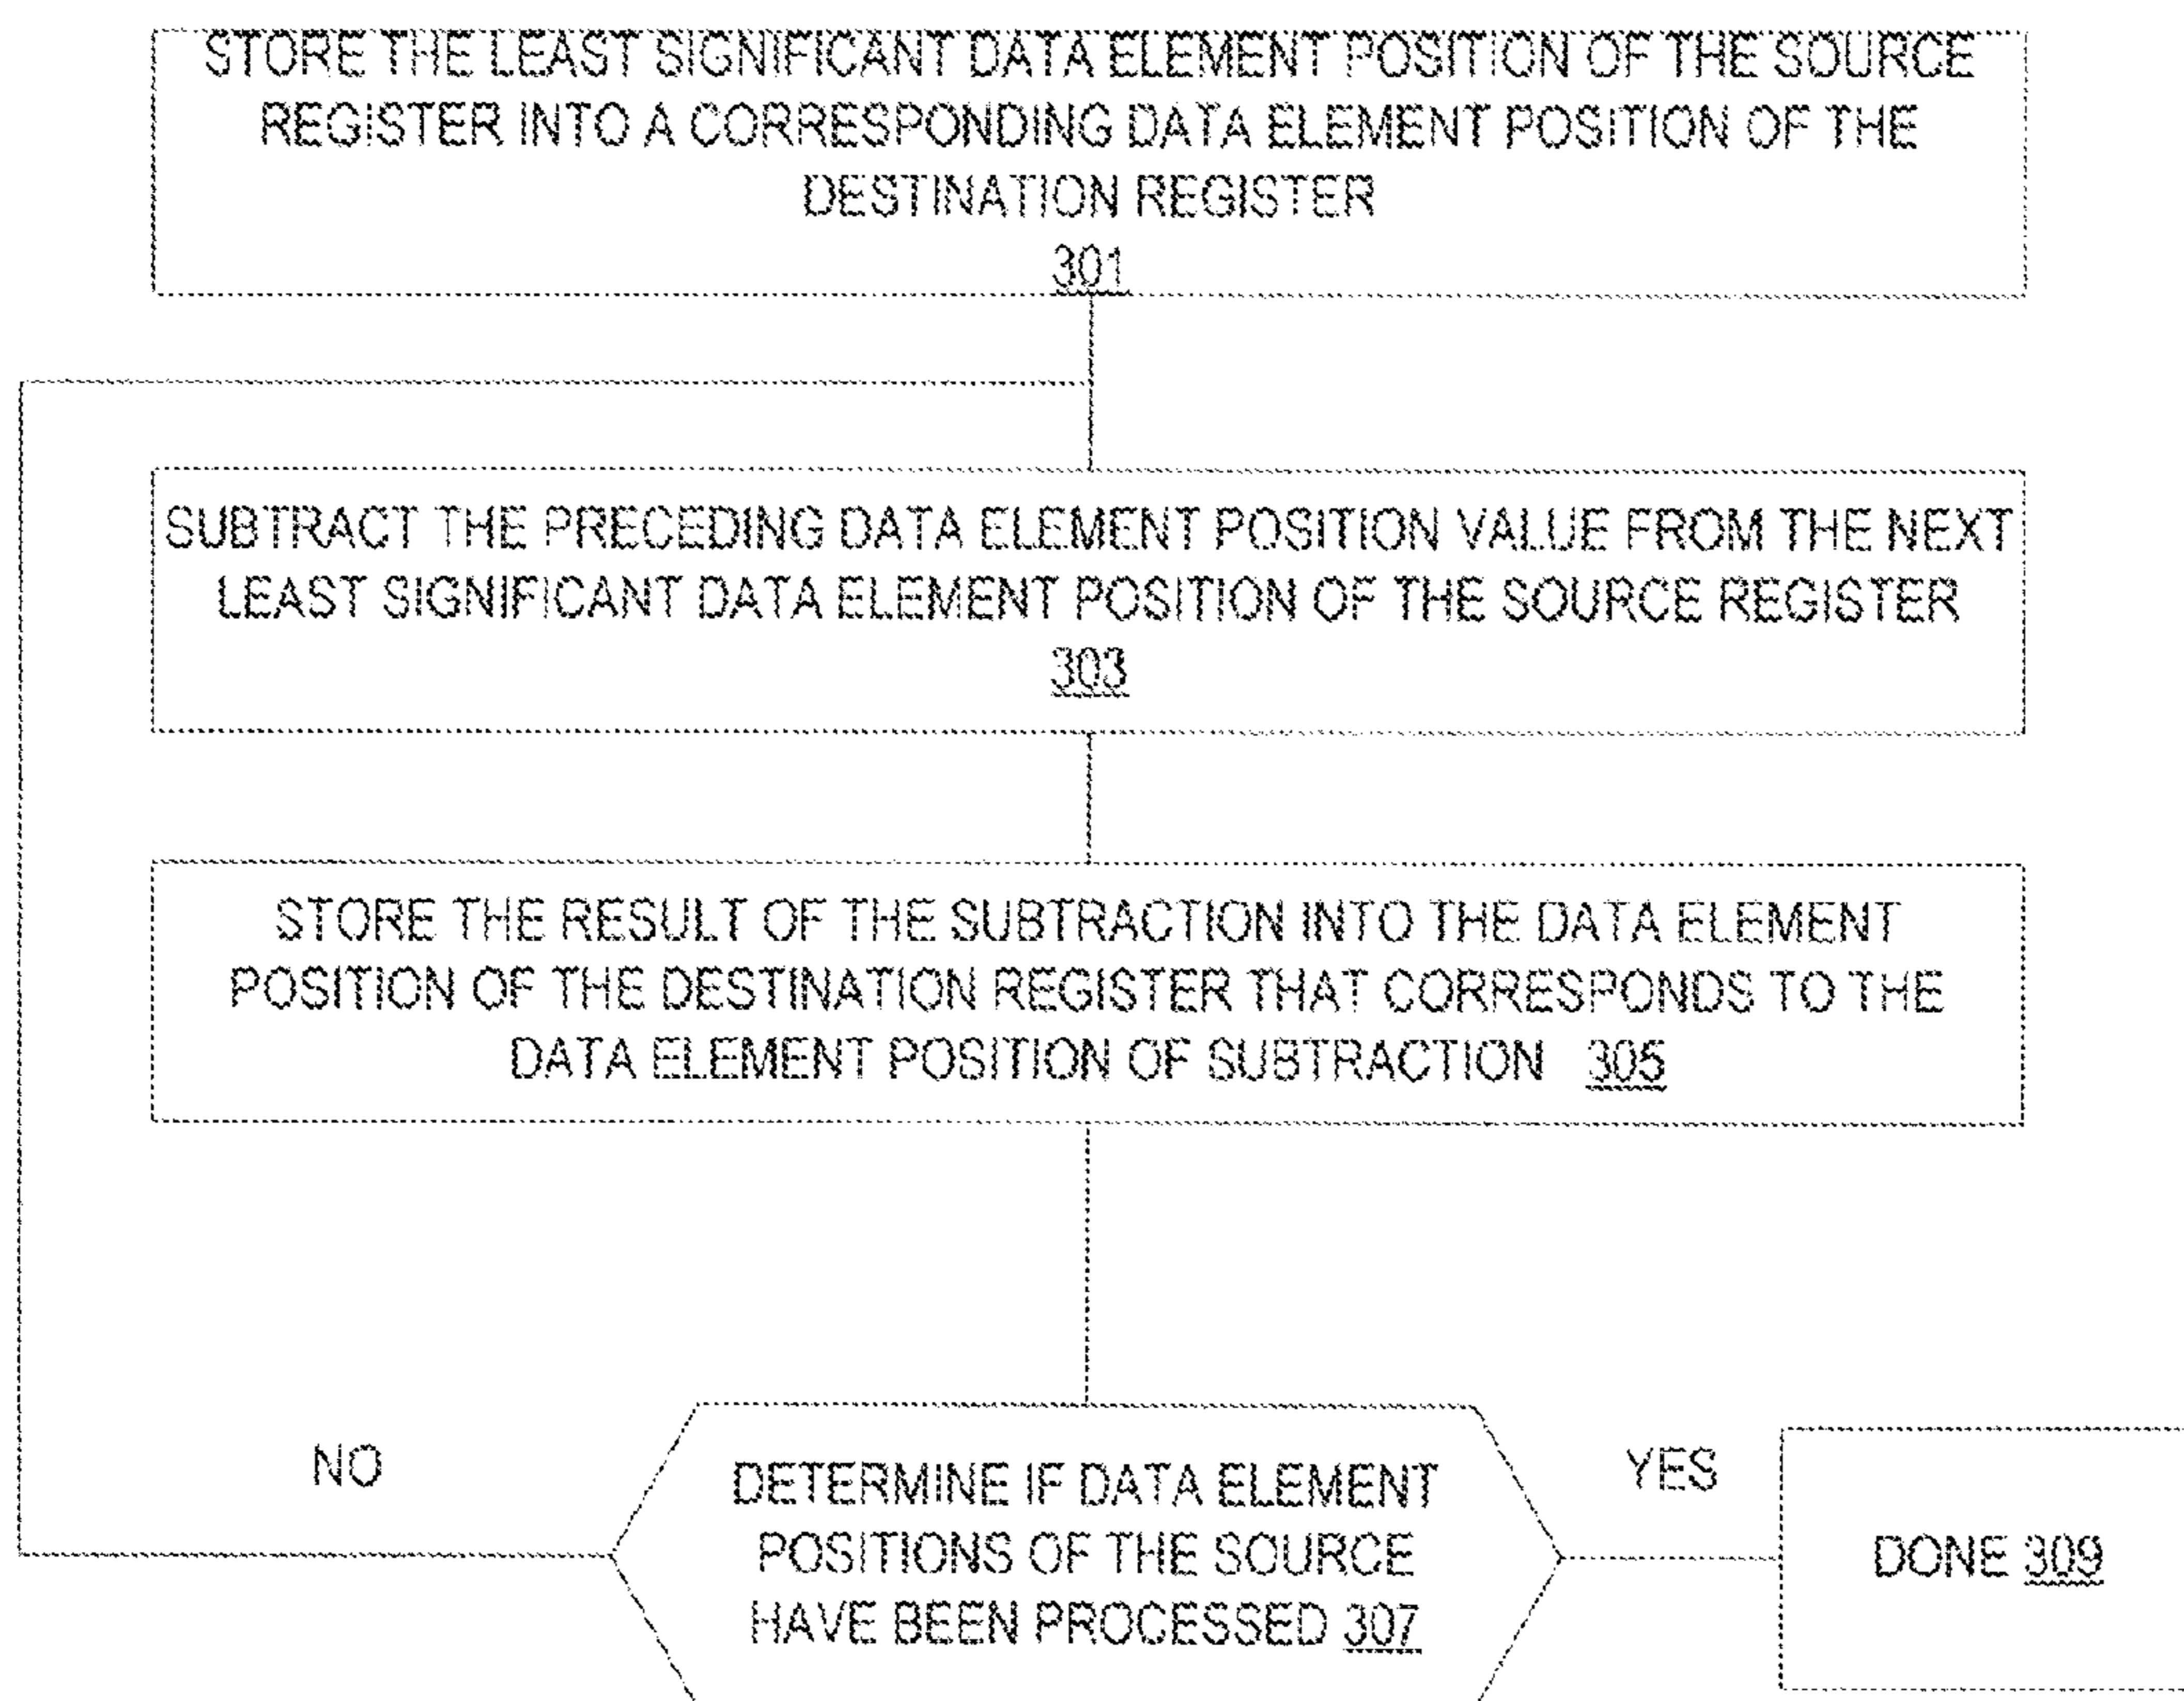 STORE THE LEAST SIGNIFICANT DATA ELEMENT POSITION OF THE SOURCE
REGISTER INTO A CORRESPONDING DATA ELEMENT POSITION OF THE
DESTINATION REGISTER
301
SUBTRACT THE PRECEDING DATA ELEMENT POSITION VALUE FROM THE NEXT
LEAST SIGNIFICANT DATA ELEMENT POSITION OF THE SOURCE REGISTER
303
STORE THE RESULT OF THE SUBTRACTION INTO THE DATA ELEMENT
POSITION OF THE DESTINATION REGISTER THAT CORRESPONDS TO THE
DATA ELEMENT POSITION OF SUBTRACTION 305
NO
DETERMINE IF DATA ELEMENT
POSITIONS OF THE SOURCE
HAVE BEEN PROCESSED 307
YES
DONE 309